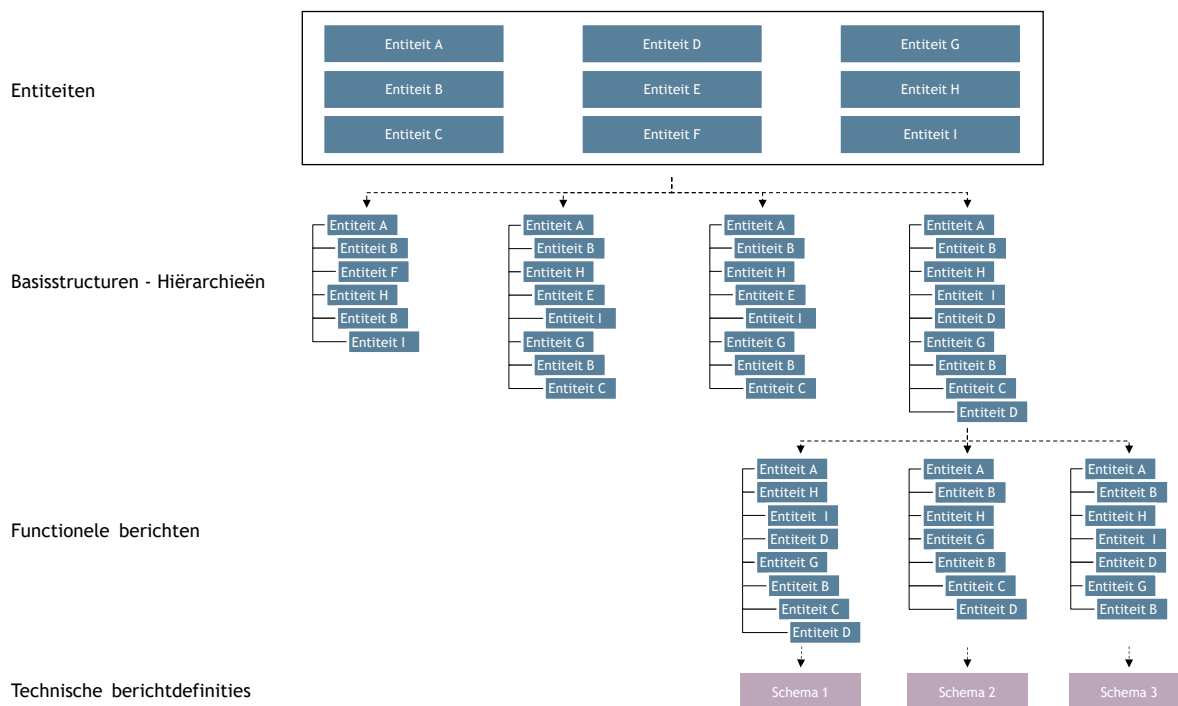 Entiteiten
Entiteit A
Entiteit D
Entiteit G
Entiteit B
Entiteit E
Entiteit H
Entiteit C
Entiteit F
Entiteit I
Basisstructuren - Hiërarchieën
Entiteit A
Entiteit B
Entiteit F
Entiteit H
Entiteit B
Entiteit I
Entiteit A
Entiteit B
Entiteit H
Entiteit E
Entiteit I
Entiteit G
Entiteit B
Entiteit C
Entiteit A
Entiteit B
Entiteit H
Entiteit E
Entiteit I
Entiteit G
Entiteit B
Entiteit C
Entiteit A
Entiteit B
Entiteit H
Entiteit I
Entiteit D
Entiteit G
Entiteit B
Entiteit C
Entiteit D
Functionele berichten
Entiteit A
Entiteit H
Entiteit I
Entiteit D
Entiteit G
Entiteit B
Entiteit C
Entiteit D
Entiteit A
Entiteit B
Entiteit H
Entiteit G
Entiteit B
Entiteit C
Entiteit D
Entiteit A
Entiteit B
Entiteit H
Entiteit I
Entiteit D
Entiteit G
Entiteit B
Technische berichtdefinities
Schema 1
Schema 2
Schema 3